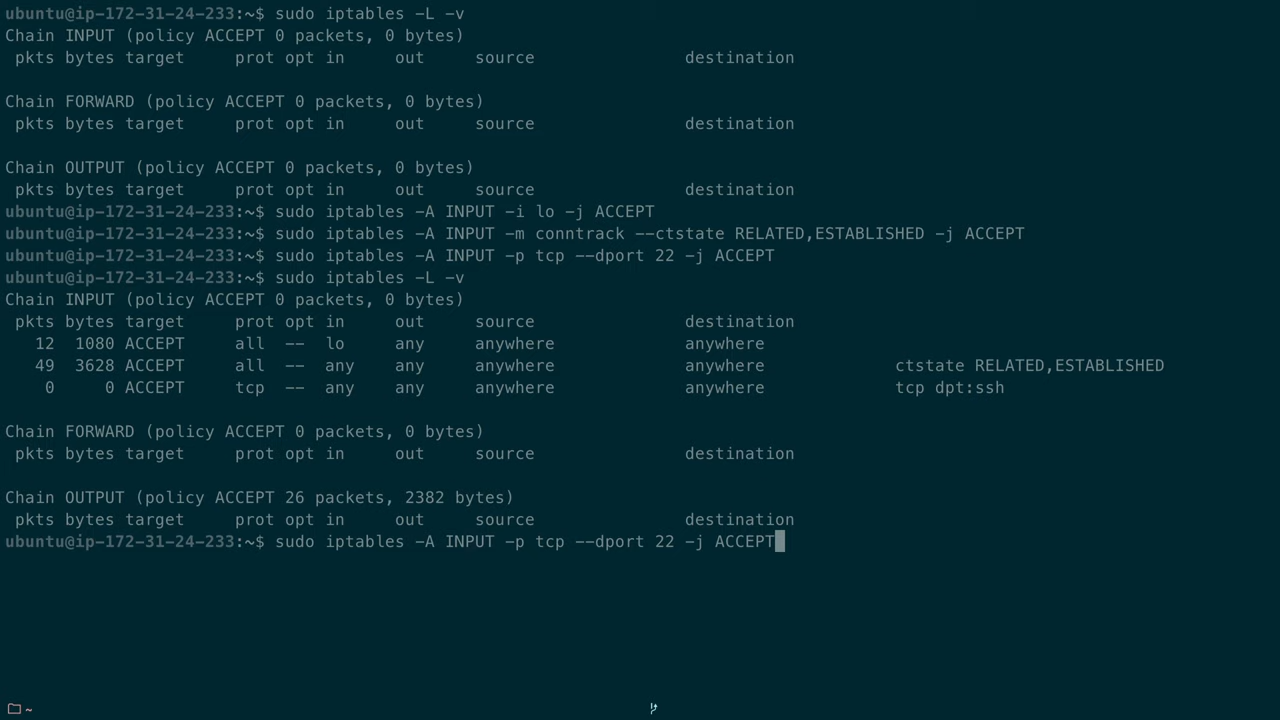 ubuntu@ip-172-31-24-233:~$ sudo iptables -L -v
Chain INPUT (policy ACCEPT 0 packets, 0 bytes)
 pkts bytes target     prot opt in     out     source               destination

Chain FORWARD (policy ACCEPT 0 packets, 0 bytes)
 pkts bytes target     prot opt in     out     source               destination

Chain OUTPUT (policy ACCEPT 0 packets, 0 bytes)
 pkts bytes target     prot opt in     out     source               destination
ubuntu@ip-172-31-24-233:~$ sudo iptables -A INPUT -i lo -j ACCEPT
ubuntu@ip-172-31-24-233:~$ sudo iptables -A INPUT -m conntrack --ctstate RELATED,ESTABLISHED -j ACCEPT
ubuntu@ip-172-31-24-233:~$ sudo iptables -A INPUT -p tcp --dport 22 -j ACCEPT
ubuntu@ip-172-31-24-233:~$ sudo iptables -L -v
Chain INPUT (policy ACCEPT 0 packets, 0 bytes)
 pkts bytes target     prot opt in     out     source               destination
   12  1080 ACCEPT     all  --  lo     any     anywhere             anywhere
   49  3628 ACCEPT     all  --  any    any     anywhere             anywhere             ctstate RELATED,ESTABLISHED
    0     0 ACCEPT     tcp  --  any    any     anywhere             anywhere             tcp dpt:ssh

Chain FORWARD (policy ACCEPT 0 packets, 0 bytes)
 pkts bytes target     prot opt in     out     source               destination

Chain OUTPUT (policy ACCEPT 26 packets, 2382 bytes)
 pkts bytes target     prot opt in     out     source               destination
ubuntu@ip-172-31-24-233:~$ sudo iptables -A INPUT -p tcp --dport 22 -j ACCEPT
~